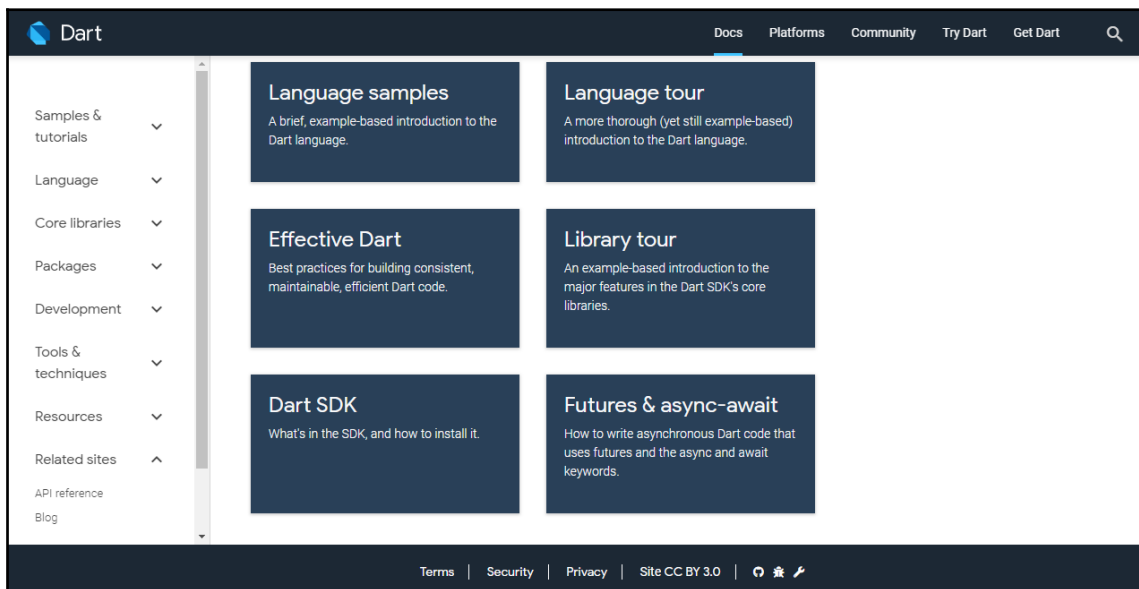 Dart
Docs
Platforms
Community
Try Dart
Get Dart
Samples &
tutorials
Language
Core libraries
Packages
Development
Tools &
techniques
Resources
Related sites
API reference
Blog
Language samples
A brief, example-based introduction to the
Dart language.
Language tour
A more thorough (yet still example-based)
introduction to the Dart language.
Effective Dart
Best practices for building consistent,
maintainable, efficient Dart code.
Library tour
An example-based introduction to the
major features in the Dart SDK's core
libraries.
Dart SDK
What's in the SDK, and how to install it.
Futures & async-await
How to write asynchronous Dart code that
uses futures and the async and await
keywords.
Terms | Security | Privacy | Site CC BY 3.0 |